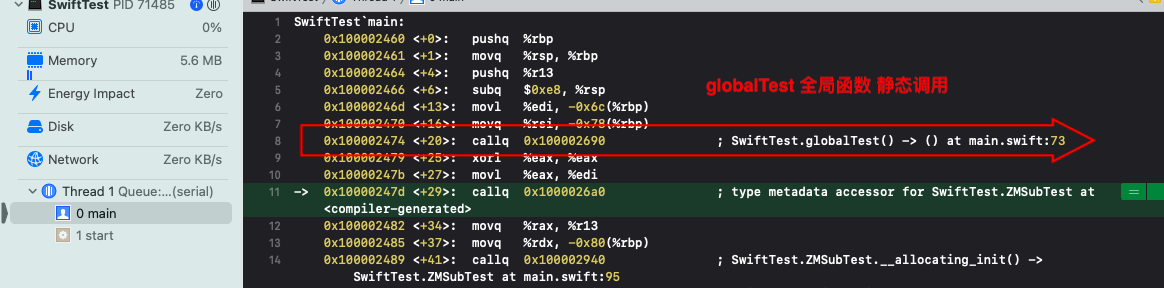 SwiftTest PID 71485
CPU 0%
Memory 5.6 MB
Energy Impact Zero
Disk Zero KB/s
Network Zero KB/s
Thread 1 Queue:...(serial)
0 main
1 start
1 SwiftTest`main:
2 0x100002460 <+0>: pushq %rbp
3 0x100002461 <+1>: movq %rsp, %rbp
4 0x100002464 <+4>: pushq %r13
5 0x100002466 <+6>: subq $0xe8, %rsp
globalTest 全局函数 静态调用
6 0x10000246d <+13>: movl %edi, -0x6c(%rbp)
7 0x100002470 <+16>: movq %rsi, -0x78(%rbp)
8 0x100002474 <+20>: callq 0x100002690 ; SwiftTest.globalTest() -> () at main.swift:73
9 0x100002479 <+25>: xorl %eax, %eax
10 0x10000247b <+27>: movl %eax, %edi
11 -> 0x10000247d <+29>: callq 0x1000026a0 ; type metadata accessor for SwiftTest.ZMSubTest at
<compiler-generated>
12 0x100002482 <+34>: movq %rax, %r13
13 0x100002485 <+37>: movq %rdx, -0x80(%rbp)
14 0x100002489 <+41>: callq 0x100002940 ; SwiftTest.ZMSubTest.__allocating_init() ->
SwiftTest.ZMSubTest at main.swift:95